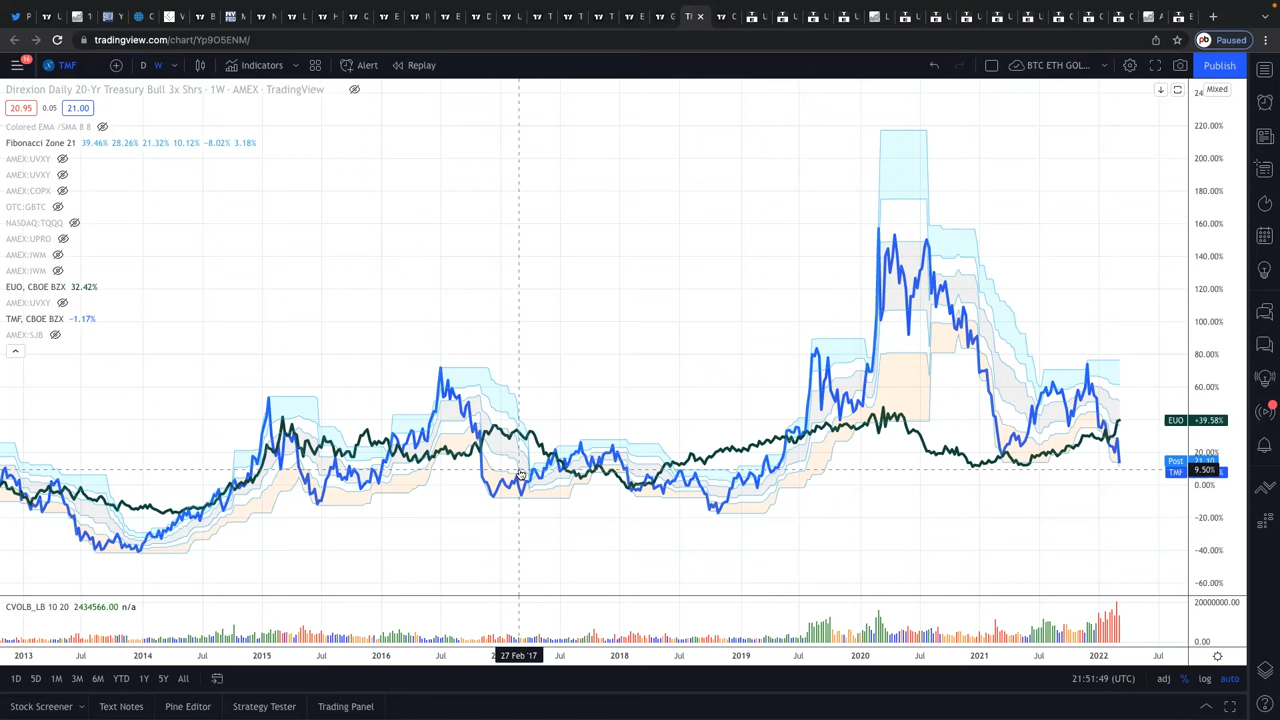 tradingview.com/chart/Yp9O5ENM/
Paused
16
TMF
D W
Indicators
Alert
Replay
BTC ETH GOL...
Publish
Direxion Daily 20-Yr Treasury Bull 3x Shrs · 1W · AMEX · TradingView
20.95 0.05 21.00
Colored EMA /SMA 8 8
Fibonacci Zone 21 39.46% 28.26% 21.32% 10.12% −8.02% 3.18%
AMEX:UVXY
AMEX:UVXY
AMEX:COPX
OTC:GBTC
NASDAQ:TQQQ
AMEX:UPRO
AMEX:IWM
AMEX:IWM
EUO, CBOE BZX 32.42%
AMEX:UVXY
TMF, CBOE BZX −1.17%
AMEX:SJB
Mixed
220.00%
200.00%
180.00%
160.00%
140.00%
120.00%
100.00%
80.00%
60.00%
EUO +39.58%
20.00%
Post 21.10
TMF
9.50%
0.00%
−20.00%
−40.00%
−60.00%
CVOLB_LB 10 20 2434566.00 n/a
20000000.00
0.00
2013 Jul 2014 Jul 2015 Jul 2016 Jul 27 Feb '17 Jul 2018 Jul 2019 Jul 2020 Jul 2021 Jul 2022 Jul
1D 5D 1M 3M 6M YTD 1Y 5Y All
21:51:49 (UTC) adj % log auto
Stock Screener Text Notes Pine Editor Strategy Tester Trading Panel